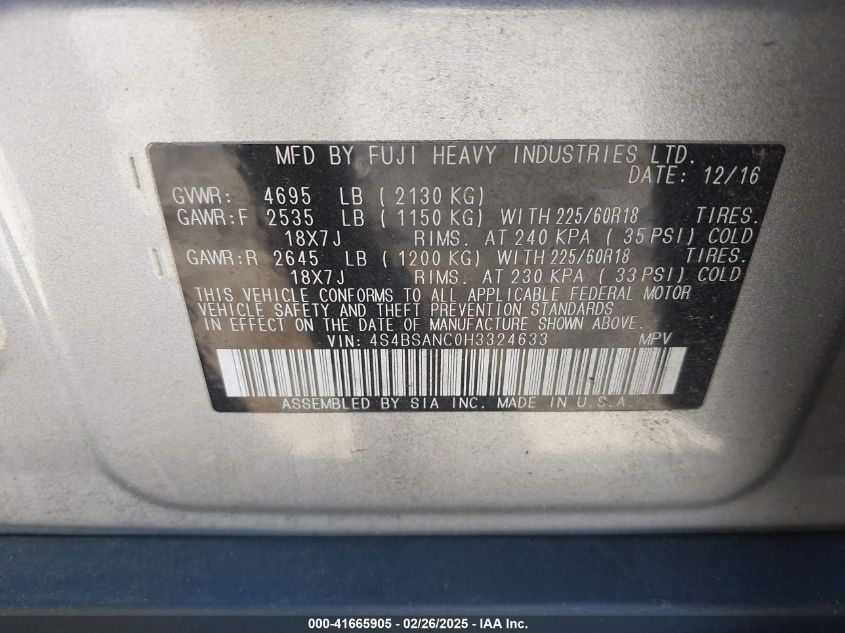 MFD BY FUJI HEAVY INDUSTRIES LTD.
DATE: 12/16
GVWR: 4695 LB ( 2130 KG)
GAWR:F 2535 LB ( 1150 KG) WITH 225/60R18 TIRES.
18X7J RIMS. AT 240 KPA ( 35 PSI) COLD
GAWR:R 2645 LB ( 1200 KG) WITH 225/60R18 TIRES.
18X7J RIMS. AT 230 KPA ( 33 PSI) COLD
THIS VEHICLE CONFORMS TO ALL APPLICABLE FEDERAL MOTOR
VEHICLE SAFETY AND THEFT PREVENTION STANDARDS
IN EFFECT ON THE DATE OF MANUFACTURE SHOWN ABOVE.
VIN: 4S4BSANC0H3324633 MPV
ASSEMBLED BY SIA INC. MADE IN U.S.A.
000-41665905 - 02/26/2025 - IAA Inc.